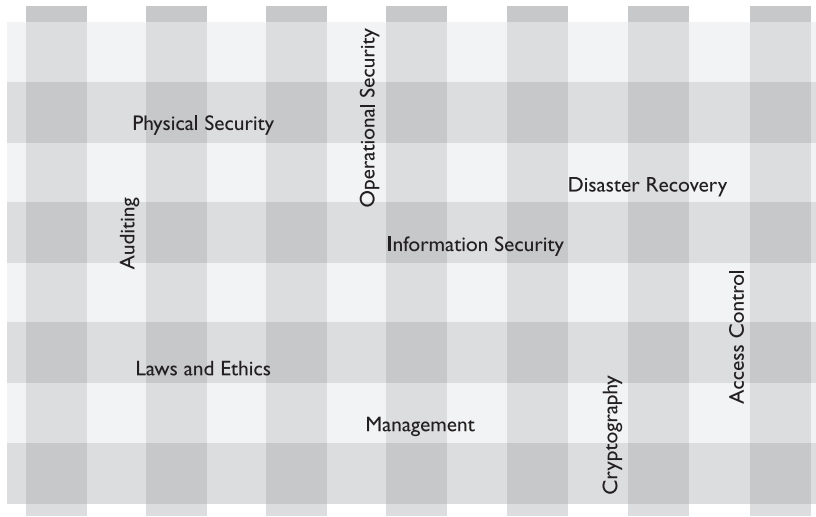 Operational Security
Physical Security
Disaster Recovery
Auditing
Information Security
Access Control
Laws and Ethics
Cryptography
Management